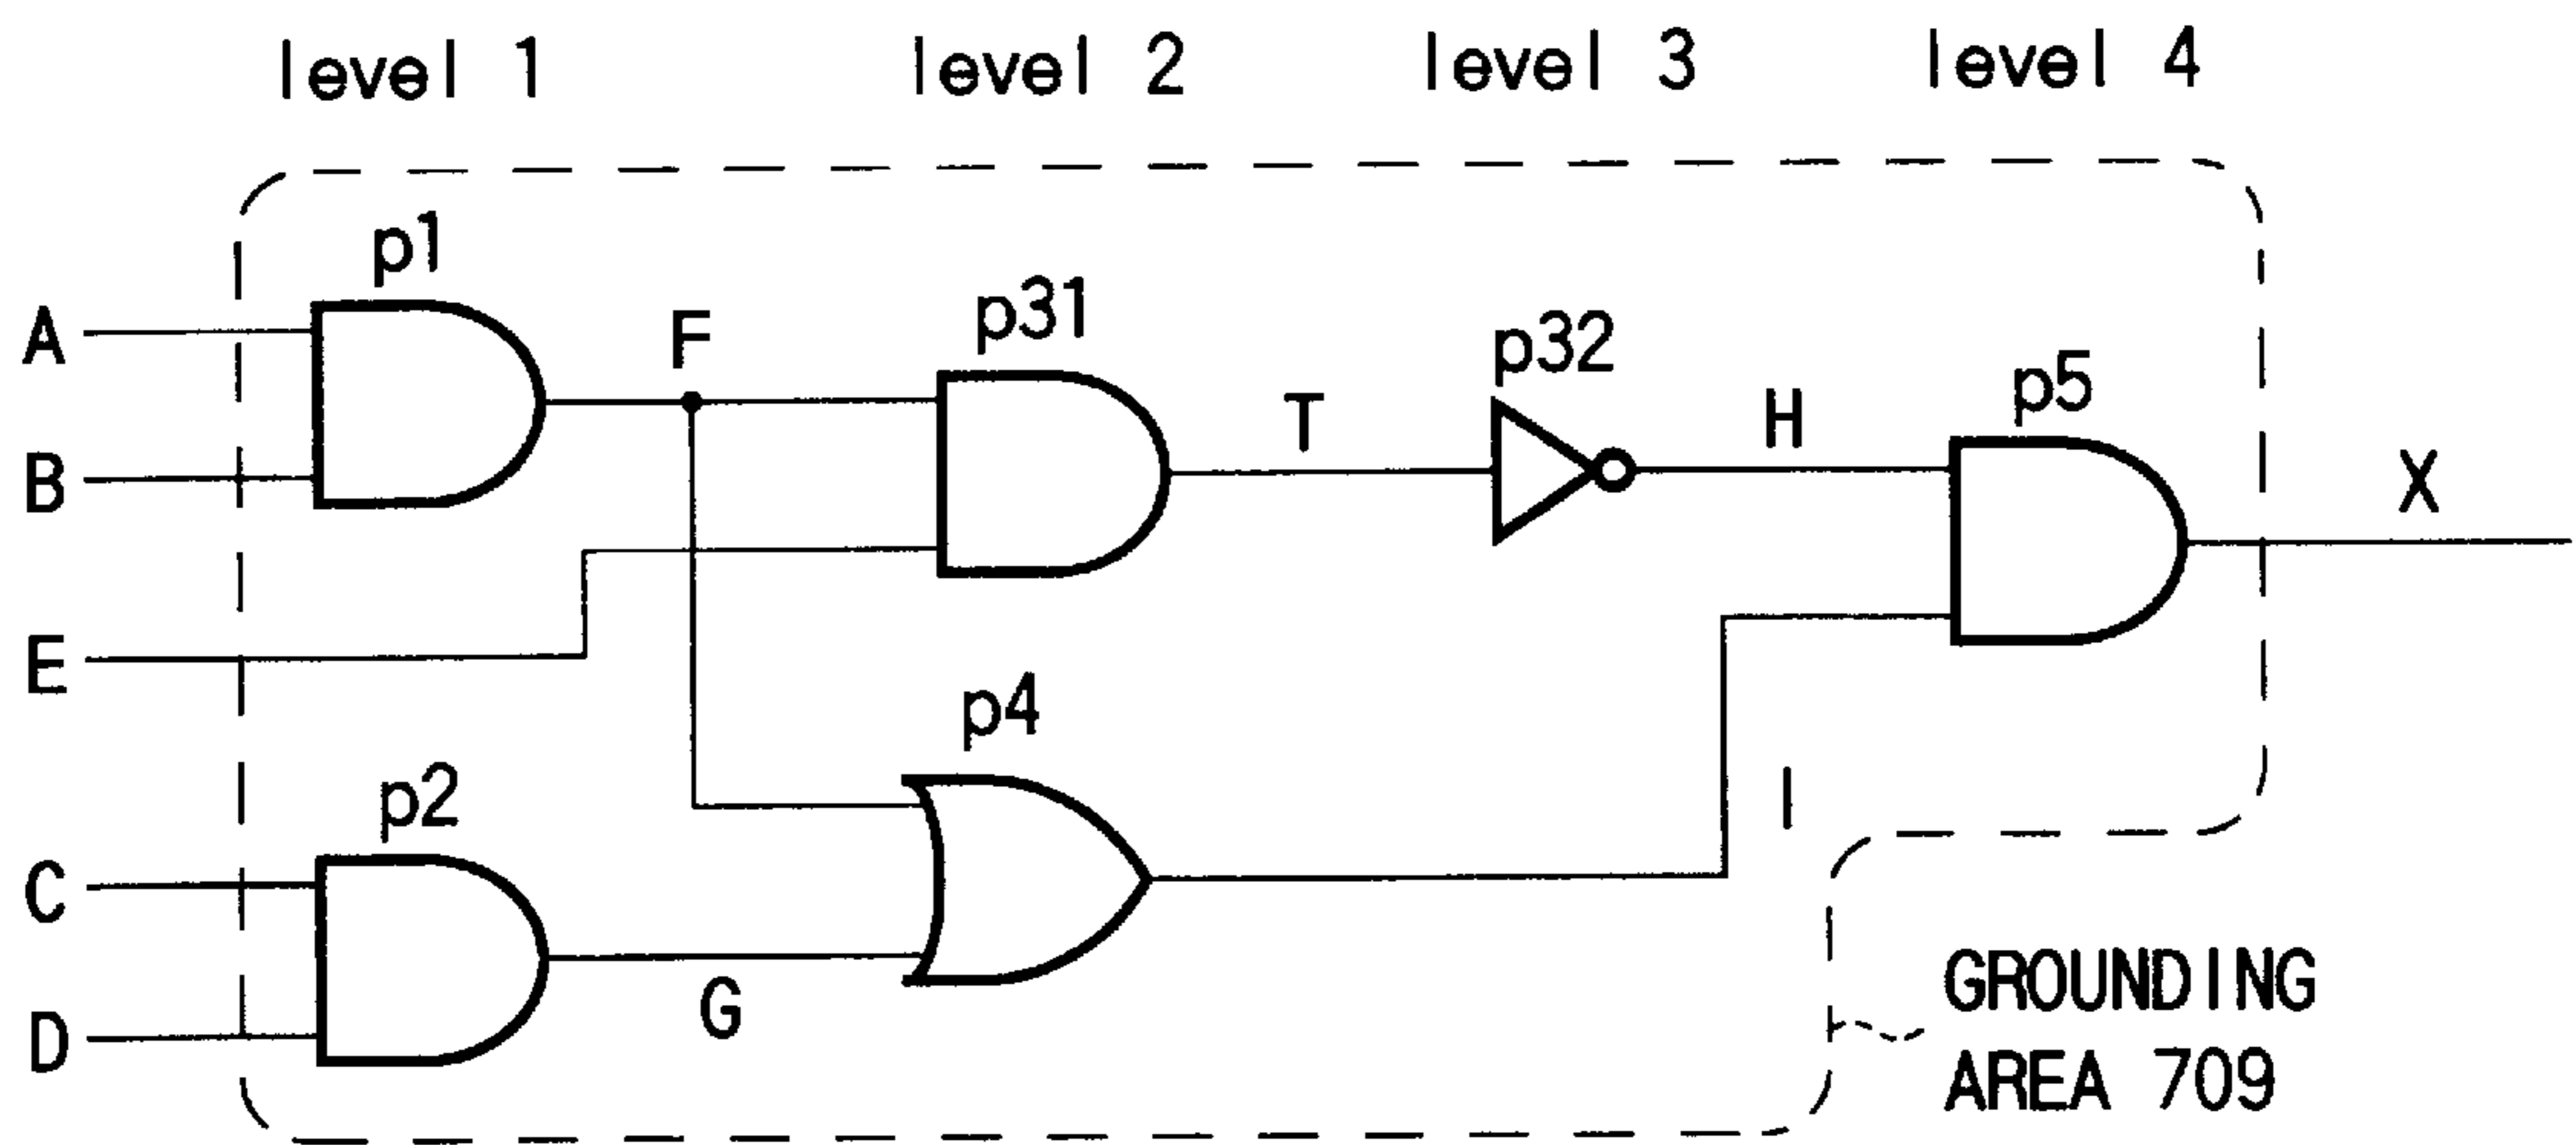 level 1 level 2 level 3 level 4
p1
A
F
p31
p32
T
H
p5
B
X
E
p4
p2
I
C
G
D
GROUNDING
AREA 709